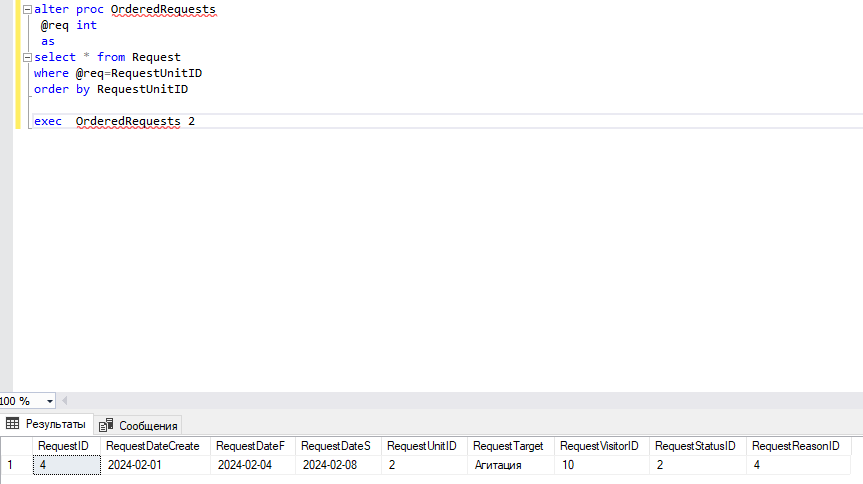 alter proc OrderedRequests
@req int
as
select * from Request
where @req=RequestUnitID
order by RequestUnitID
exec OrderedRequests 2
100 %
Результаты Сообщения
RequestID RequestDateCreate RequestDateF RequestDateS RequestUnitID RequestTarget RequestVisitorID RequestStatusID RequestReasonID
1 4 2024-02-01 2024-02-04 2024-02-08 2 Агитация 10 2 4